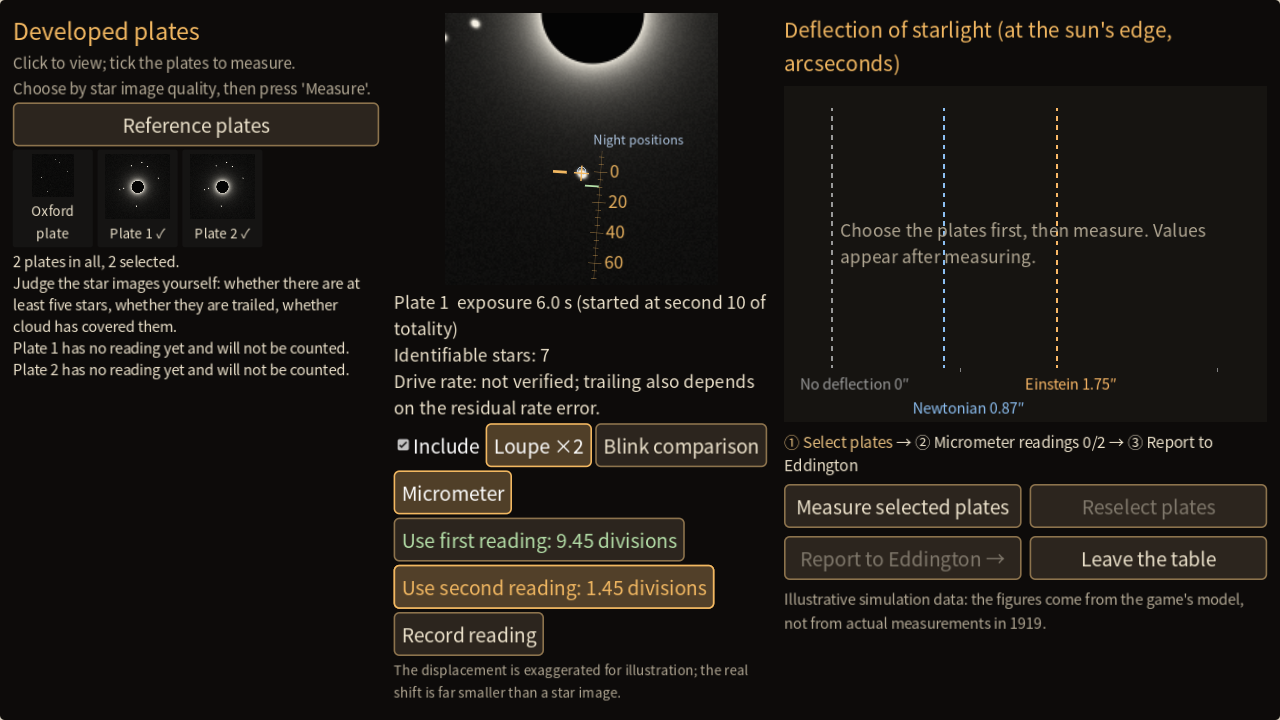 Developed plates
Click to view; tick the plates to measure.
Choose by star image quality, then press 'Measure'.
Reference plates
Oxford
plate
Plate 1 ✓
Plate 2 ✓
2 plates in all, 2 selected.
Judge the star images yourself: whether there are at
least five stars, whether they are trailed, whether
cloud has covered them.
Plate 1 has no reading yet and will not be counted.
Plate 2 has no reading yet and will not be counted.
Night positions
0
20
40
60
Plate 1  exposure 6.0 s (started at second 10 of
totality)
Identifiable stars: 7
Drive rate: not verified; trailing also depends
on the residual rate error.
Include
Loupe ×2
Blink comparison
Micrometer
Use first reading: 9.45 divisions
Use second reading: 1.45 divisions
Record reading
The displacement is exaggerated for illustration; the real
shift is far smaller than a star image.
Deflection of starlight (at the sun's edge,
arcseconds)
Choose the plates first, then measure. Values
appear after measuring.
No deflection 0″
Einstein 1.75″
Newtonian 0.87″
① Select plates → ② Micrometer readings 0/2 → ③ Report to
Eddington
Measure selected plates
Reselect plates
Report to Eddington →
Leave the table
Illustrative simulation data: the figures come from the game's model,
not from actual measurements in 1919.